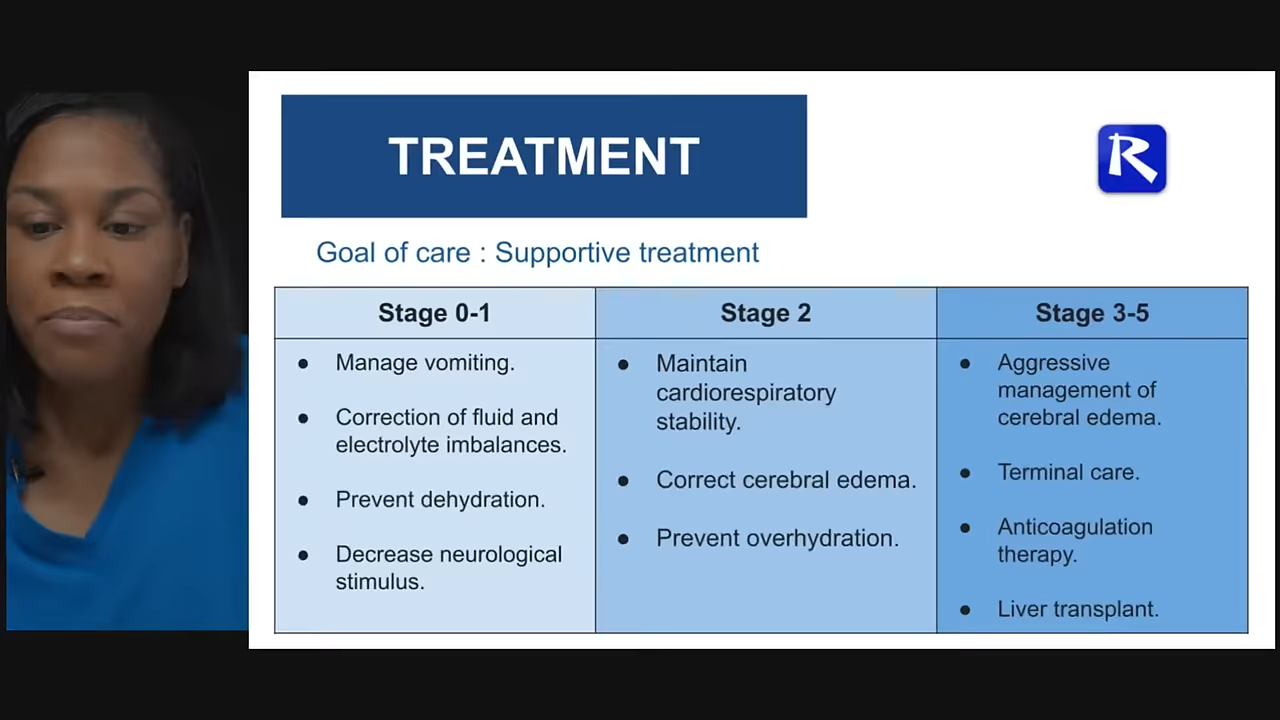 TREATMENT
R
Goal of care : Supportive treatment
Stage 0-1
Stage 2
Stage 3-5
● Manage vomiting.
● Correction of fluid and
electrolyte imbalances.
● Prevent dehydration.
● Decrease neurological
stimulus.
● Maintain
cardiorespiratory
stability.
● Correct cerebral edema.
● Prevent overhydration.
● Aggressive
management of
cerebral edema.
● Terminal care.
● Anticoagulation
therapy.
● Liver transplant.